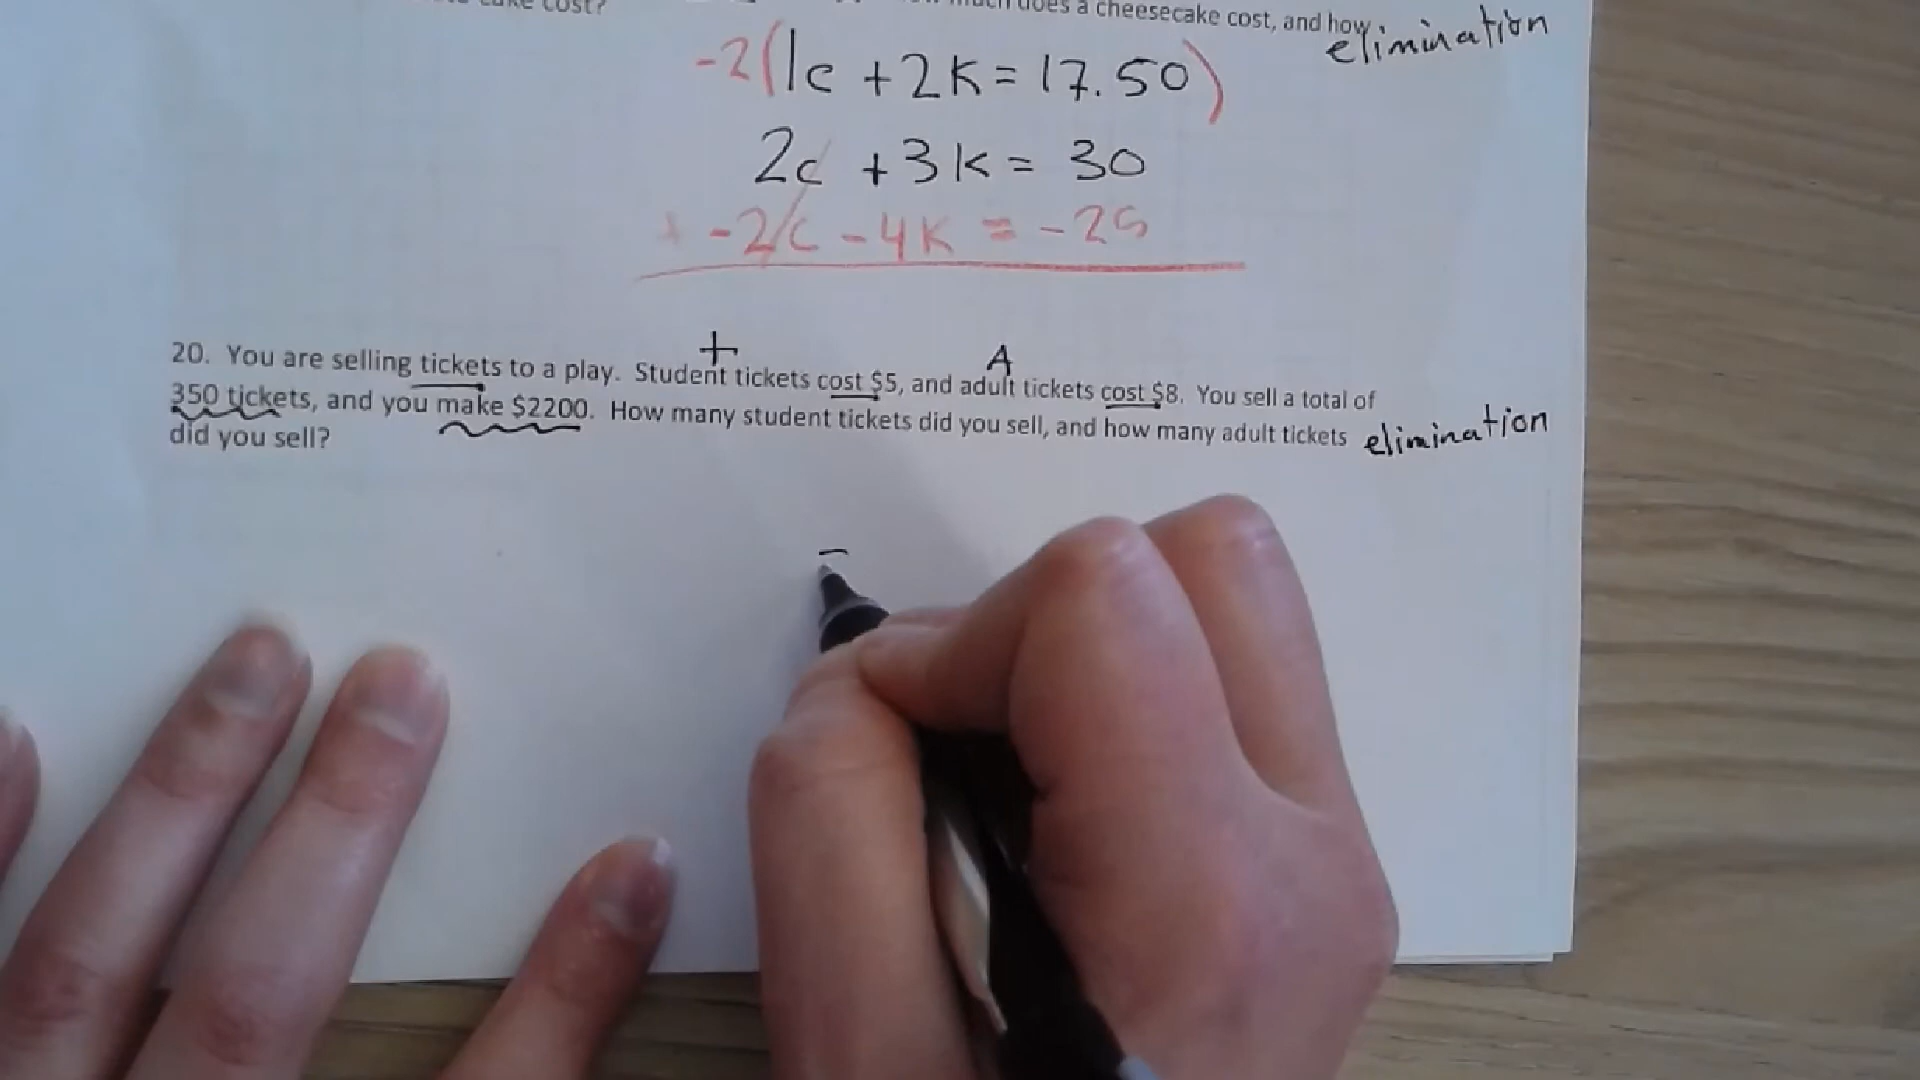 cost?
does a cheesecake cost, and how
elimination
-2(1c + 2K = 17.50)
2c + 3K = 30
+ -2c - 4K = -25
t A
20. You are selling tickets to a play. Student tickets cost $5, and adult tickets cost $8. You sell a total of
350 tickets, and you make $2200. How many student tickets did you sell, and how many adult tickets
did you sell?
elimination